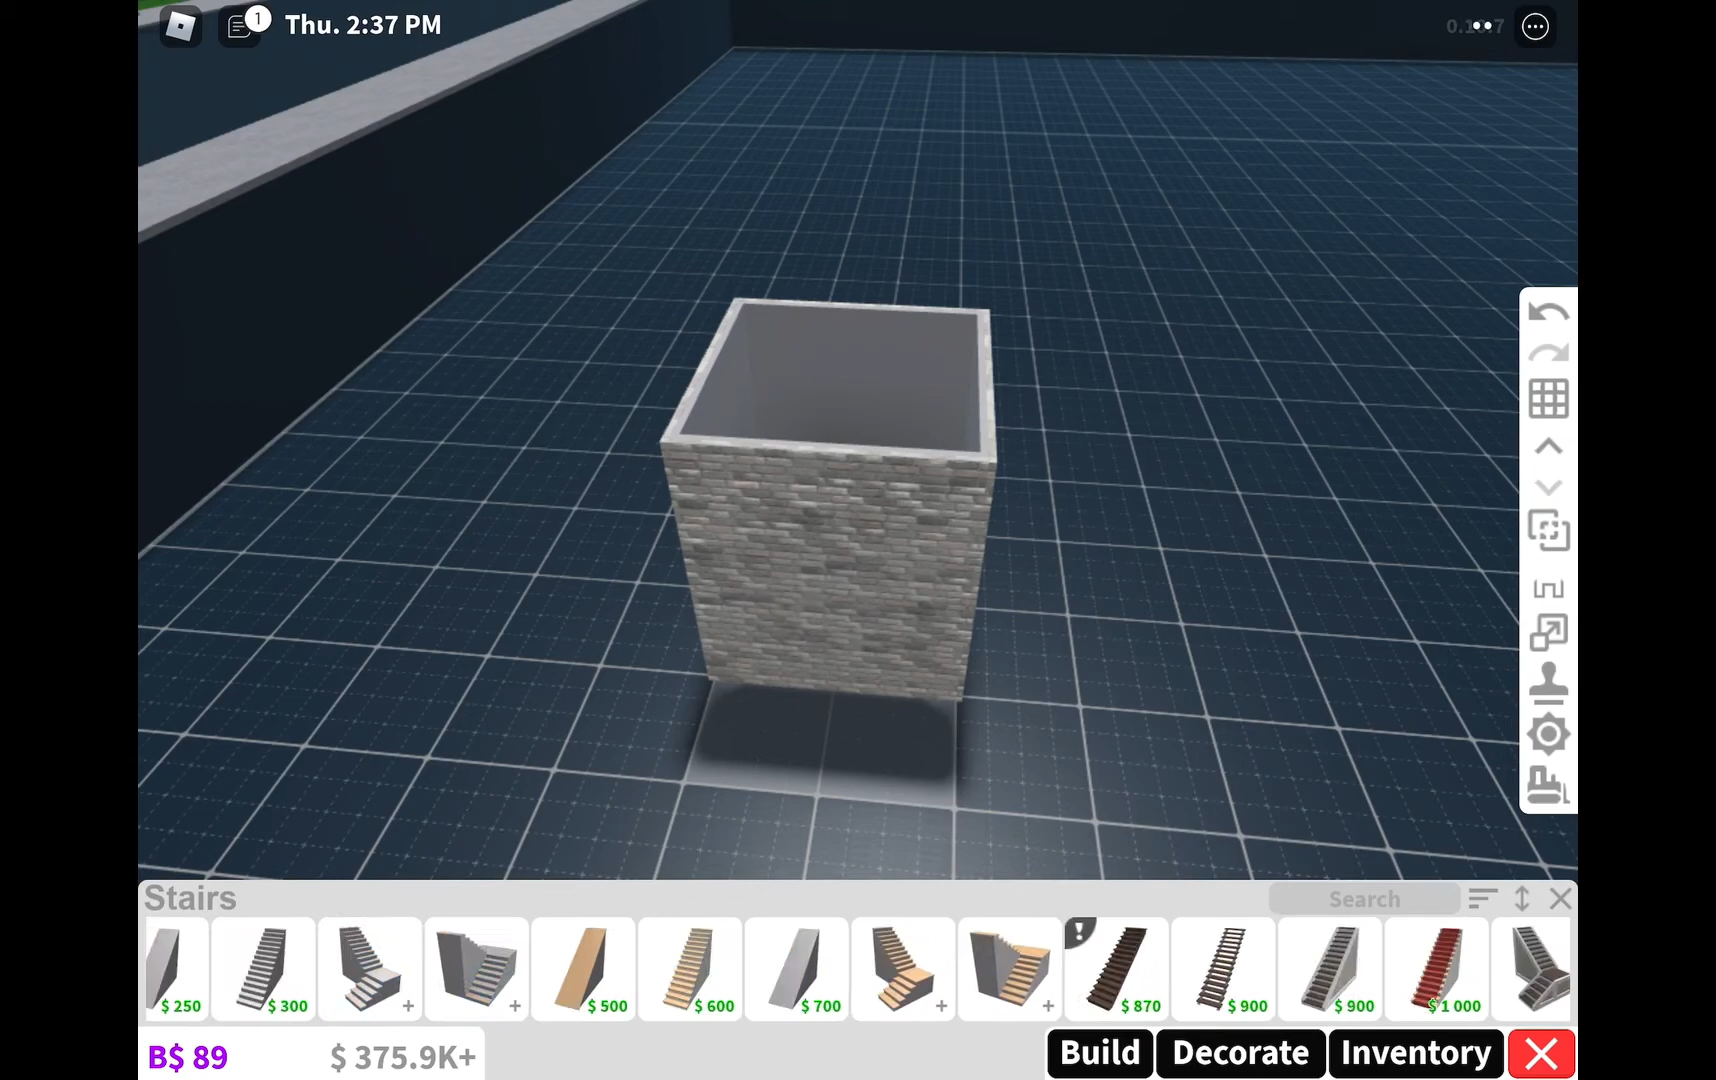 1
Thu. 2:37 PM
Stairs
Search
$ 250
$ 300
+
+
$ 500
$ 600
$ 700
+
+
!
$ 870
$ 900
$ 900
$ 1 000
B$ 89
$ 375.9K+
Build
Decorate
Inventory